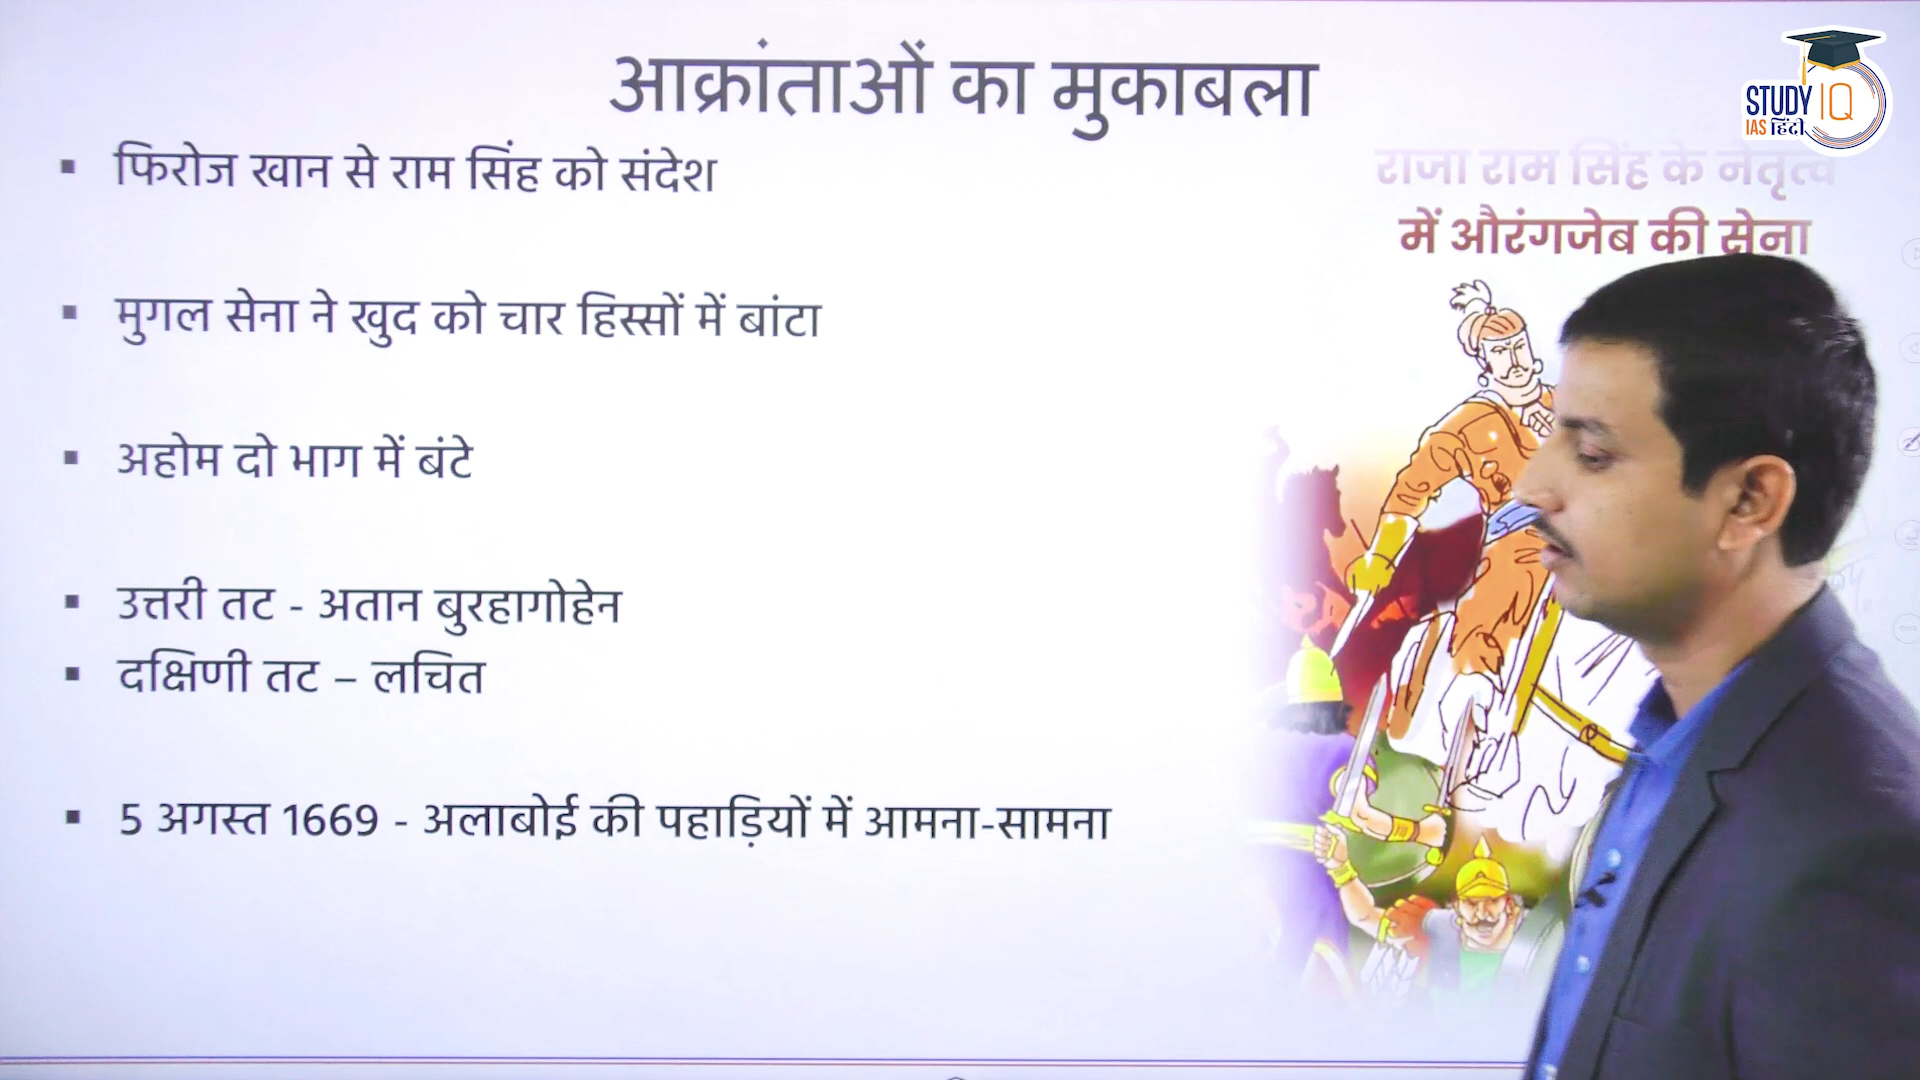 आक्रांताओं का मुकाबला
STUDY IQ
IAS हिंदी
▪ फिरोज खान से राम सिंह को संदेश
राजा राम सिंह के नेतृत्व
में औरंगजेब की सेना
▪ मुगल सेना ने खुद को चार हिस्सों में बांटा
▪ अहोम दो भाग में बंटे
▪ उत्तरी तट - अतान बुरहागोहेन
▪ दक्षिणी तट – लचित
▪ 5 अगस्त 1669 - अलाबोई की पहाड़ियों में आमना-सामना